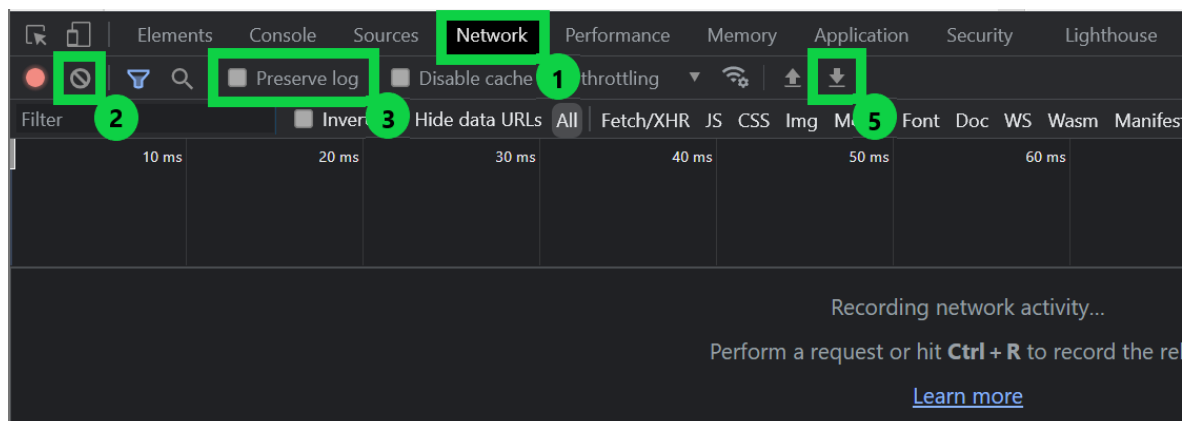 Elements Console Sources Network Performance Memory Application Security Lighthouse
Preserve log Disable cache 1 throttling
Filter 2 Invert 3 Hide data URLs All Fetch/XHR JS CSS Img 5 Font Doc WS Wasm Manifes
10 ms 20 ms 30 ms 40 ms 50 ms 60 ms
Recording network activity...
Perform a request or hit Ctrl + R to record the rel
Learn more